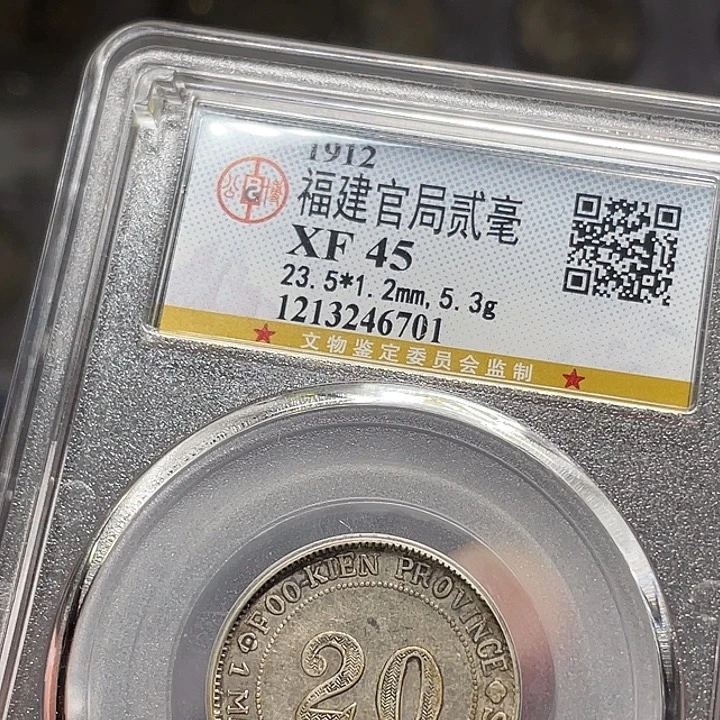 1912
福建官局贰毫
XF 45
23.5*1.2mm,5.3g
1213246701
文物鉴定委员会监制
FOO-KIEN PROVINCE
1 M
20